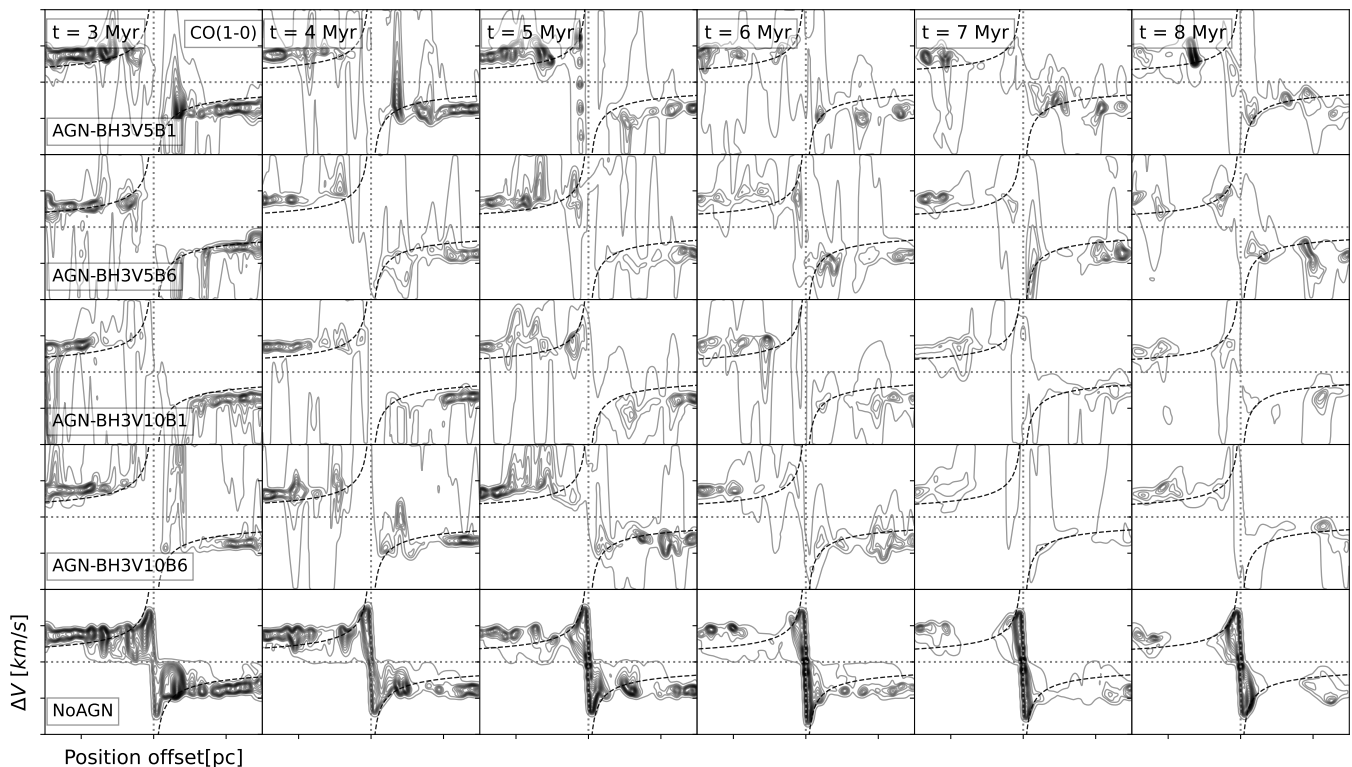 t = 3 Myr
CO(1-0)
t = 4 Myr
t = 5 Myr
t = 6 Myr
t = 7 Myr
t = 8 Myr
AGN-BH3V5B1
AGN-BH3V5B6
AGN-BH3V10B1
AGN-BH3V10B6
NoAGN
ΔV [km/s]
Position offset[pc]